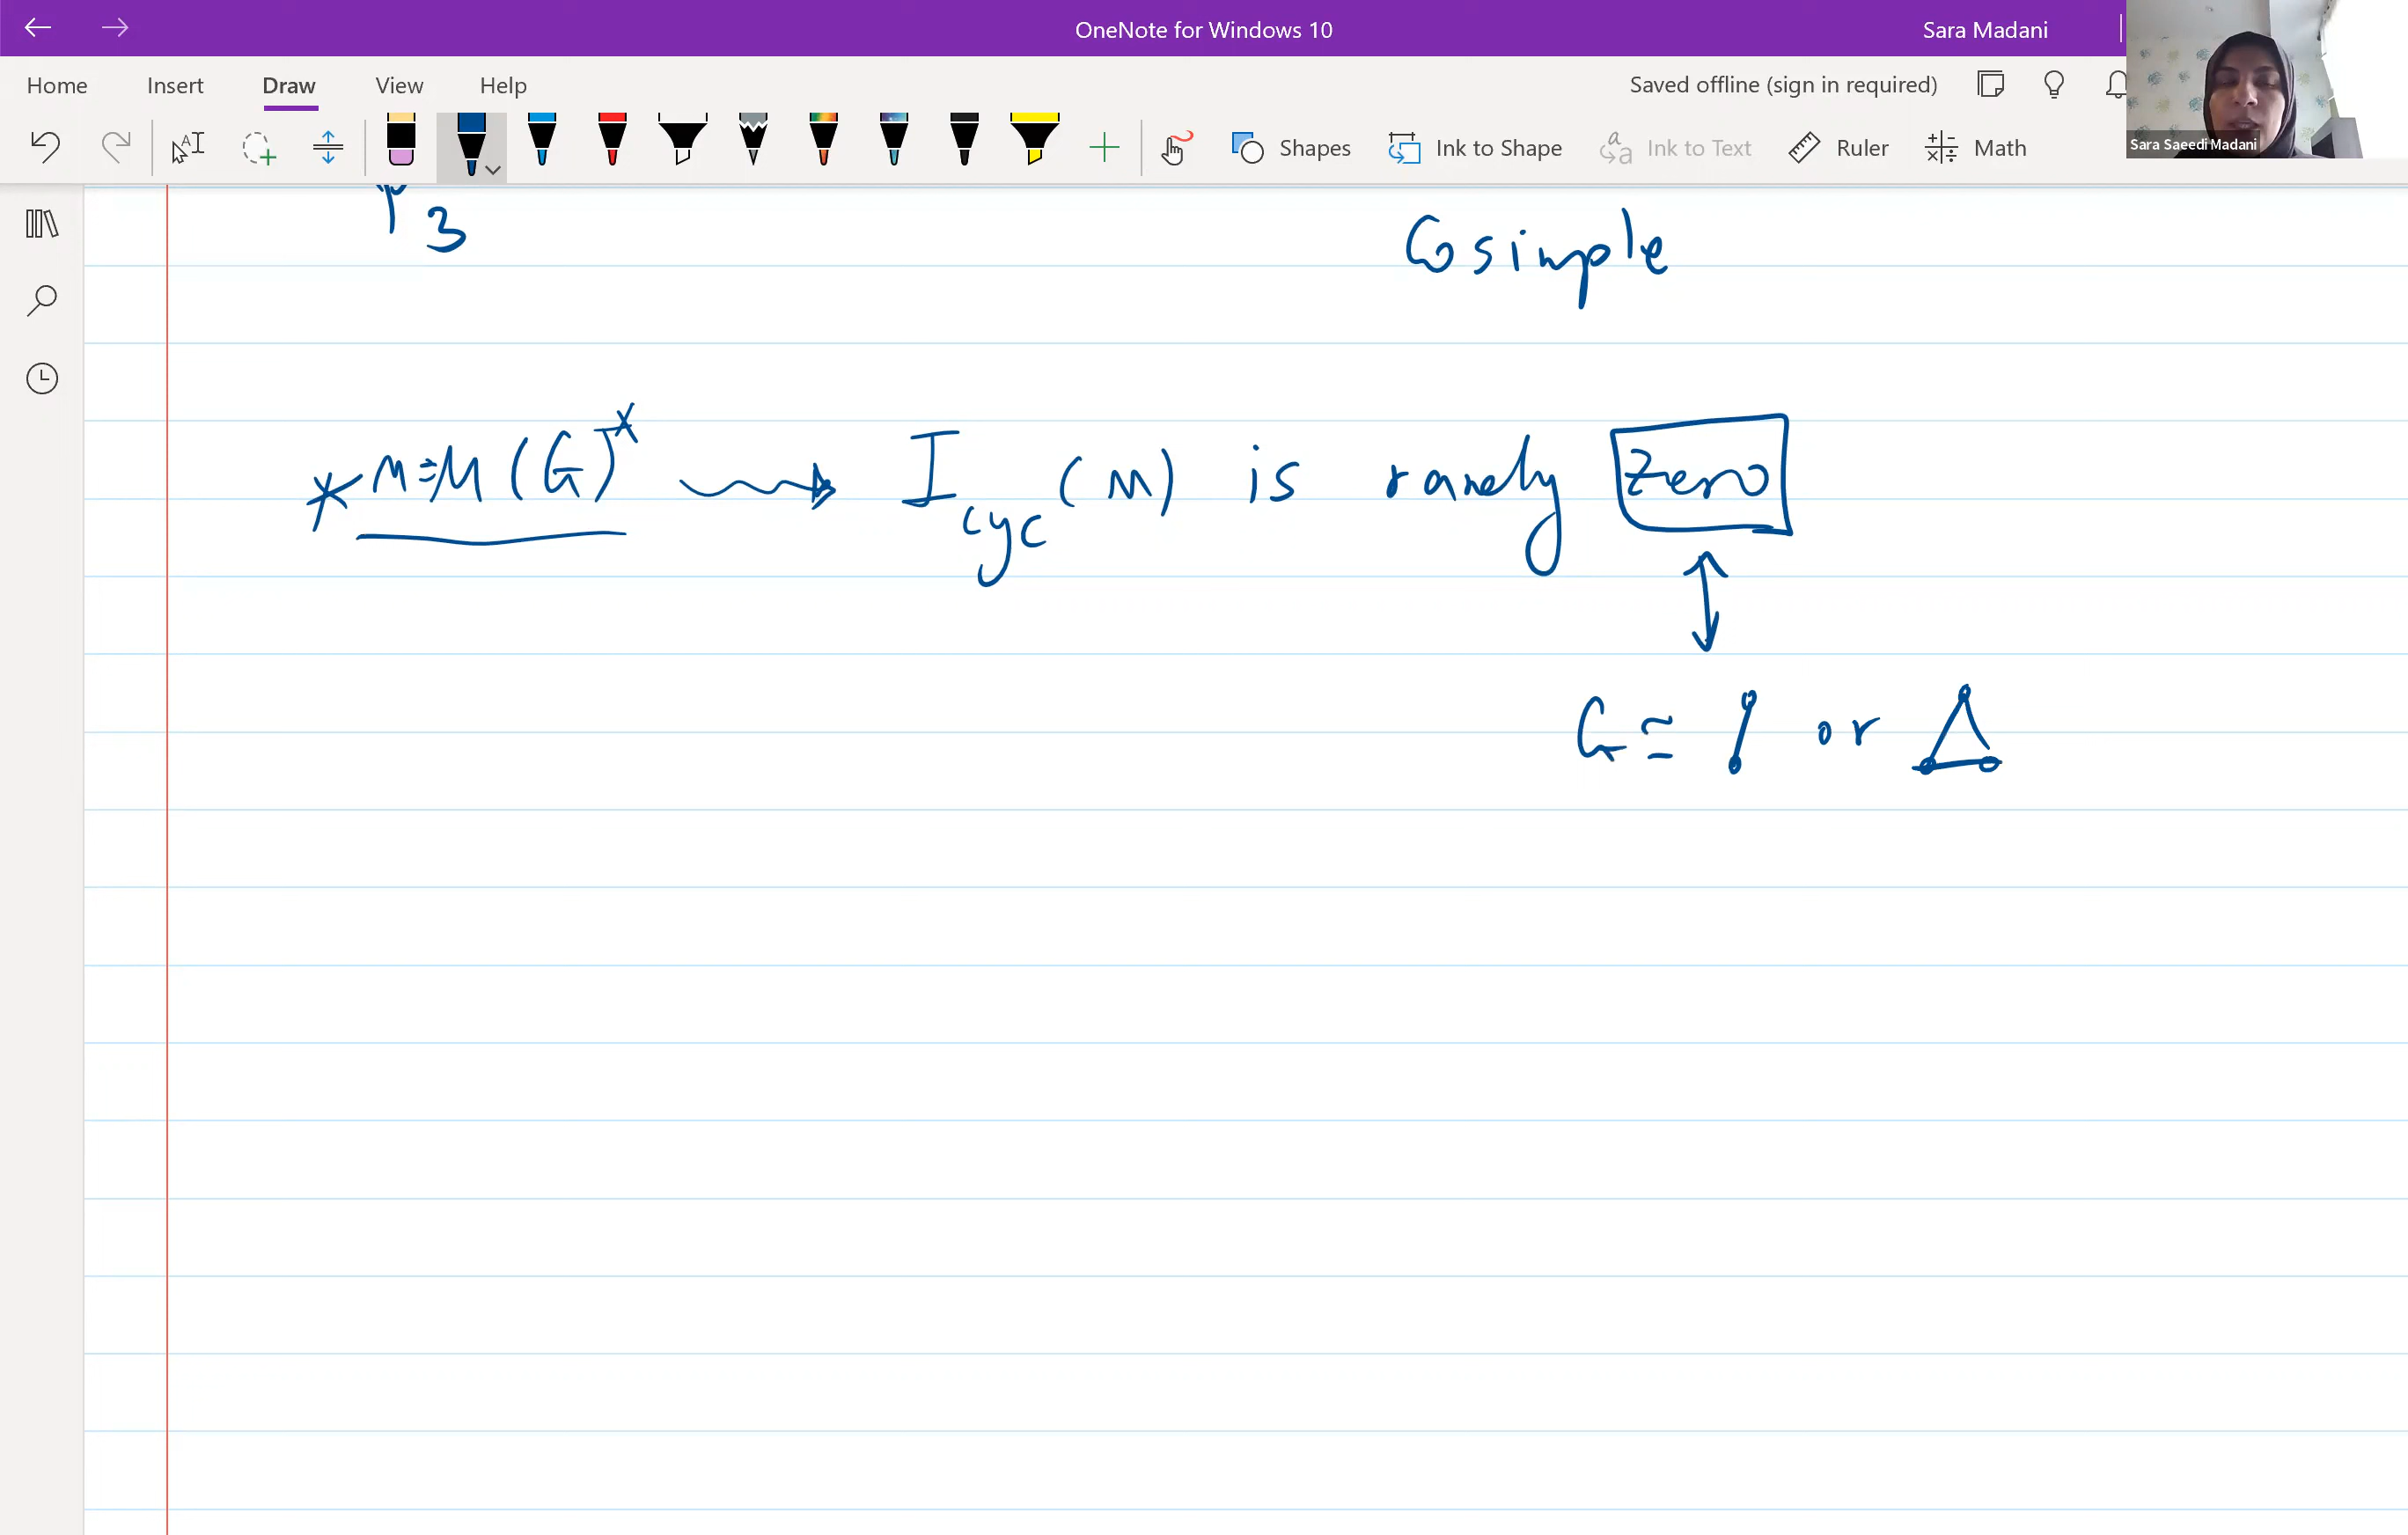 OneNote for Windows 10
Sara Madani
Home Insert Draw View Help
Saved offline (sign in required)
Shapes Ink to Shape Ink to Text Ruler Math
Sara Saeedi Madani
3
Cosimple
* M = M(G)* ⇝ I_cyc(M) is rarely Zero
↕
G ≅ or